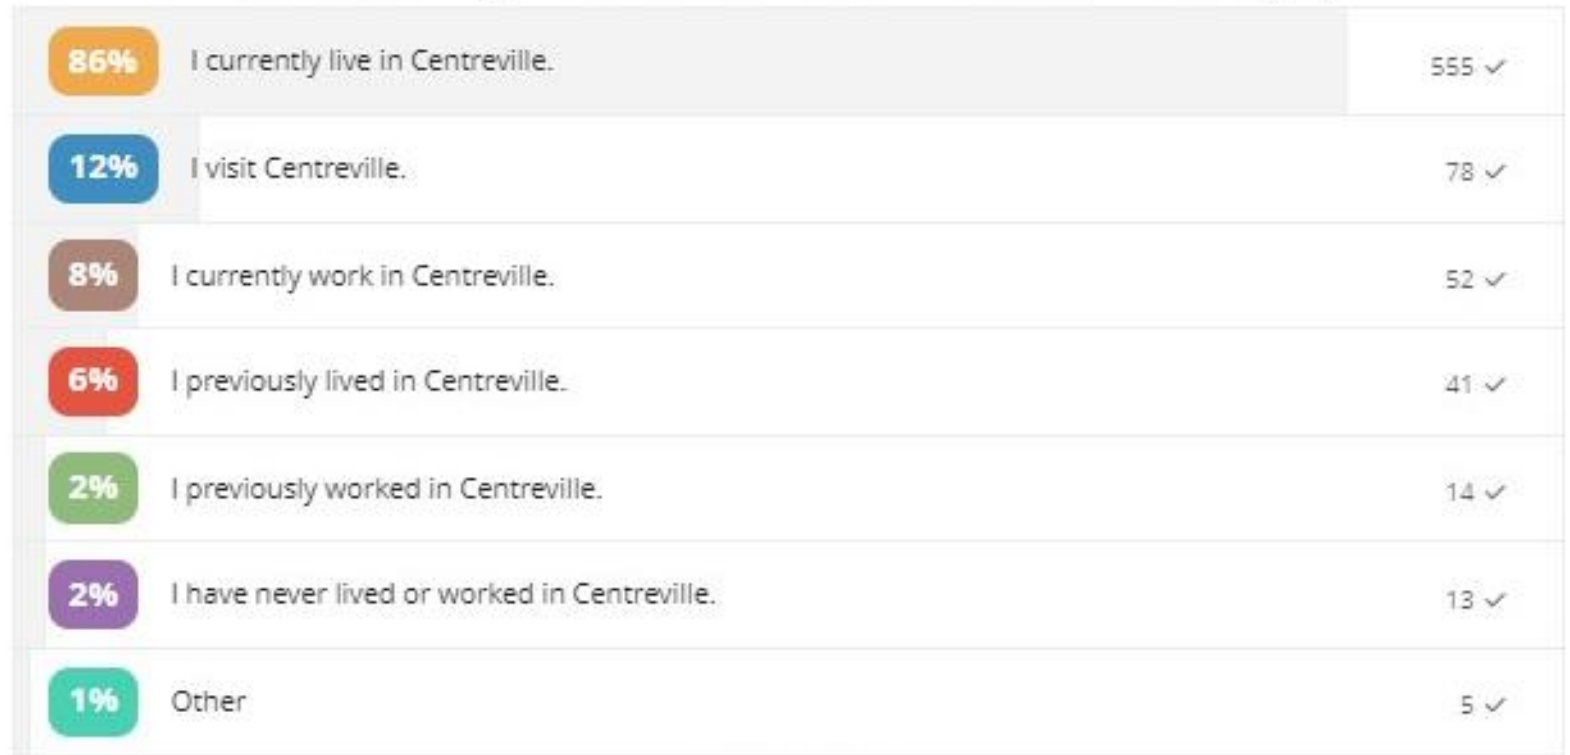 86% I currently live in Centreville. 555 ✓
12% I visit Centreville. 78 ✓
8% I currently work in Centreville. 52 ✓
6% I previously lived in Centreville. 41 ✓
2% I previously worked in Centreville. 14 ✓
2% I have never lived or worked in Centreville. 13 ✓
1% Other 5 ✓